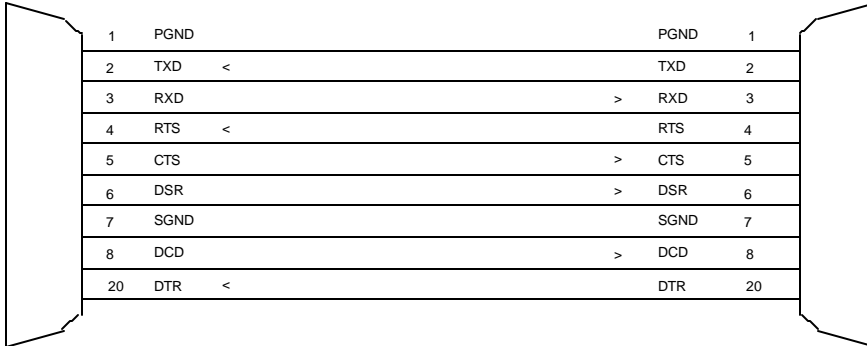 1 PGND PGND 1
2 TXD < TXD 2
3 RXD > RXD 3
4 RTS < RTS 4
5 CTS > CTS 5
6 DSR > DSR 6
7 SGND SGND 7
8 DCD > DCD 8
20 DTR < DTR 20